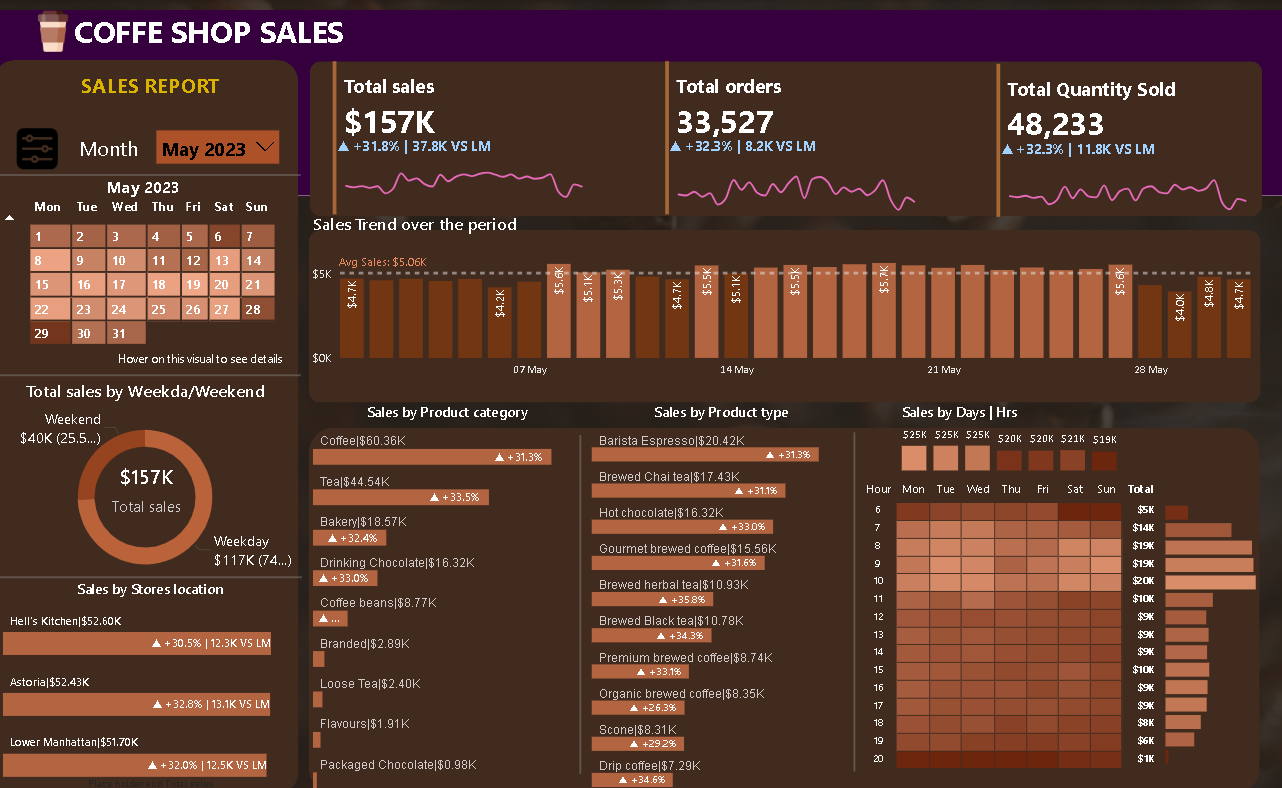 COFFE SHOP SALES
SALES REPORT
Month
May 2023
May 2023
Mon Tue Wed Thu Fri Sat Sun
1 2 3 4 5 6 7
8 9 10 11 12 13 14
15 16 17 18 19 20 21
22 23 24 25 26 27 28
29 30 31
Hover on this visual to see details
Total sales by Weekda/Weekend
Weekend
$40K (25.5...)
$157K
Total sales
Weekday
$117K (74...)
Sales by Stores location
Hell's Kitchen|$52.60K
▲ +30.5% | 12.3K VS LM
Astoria|$52.43K
▲ +32.8% | 13.1K VS LM
Lower Manhattan|$51.70K
▲ +32.0% | 12.5K VS LM
Total sales
$157K
▲ +31.8% | 37.8K VS LM
Total orders
33,527
▲ +32.3% | 8.2K VS LM
Total Quantity Sold
48,233
▲ +32.3% | 11.8K VS LM
Sales Trend over the period
Avg Sales: $5.06K
$5K
$0K
$4.7K $4.2K $5.6K $5.1K $5.3K $4.7K $5.5K $5.1K $5.5K $5.7K $5.6K $4.0K $4.8K $4.7K
07 May 14 May 21 May 28 May
Sales by Product category
Coffee|$60.36K
▲ +31.3%
Tea|$44.54K
▲ +33.5%
Bakery|$18.57K
▲ +32.4%
Drinking Chocolate|$16.32K
▲ +33.0%
Coffee beans|$8.77K
▲ ...
Branded|$2.89K
Loose Tea|$2.40K
Flavours|$1.91K
Packaged Chocolate|$0.98K
Sales by Product type
Barista Espresso|$20.42K
▲ +31.3%
Brewed Chai tea|$17.43K
▲ +31.1%
Hot chocolate|$16.32K
▲ +33.0%
Gourmet brewed coffee|$15.56K
▲ +31.6%
Brewed herbal tea|$10.93K
▲ +35.8%
Brewed Black tea|$10.78K
▲ +34.3%
Premium brewed coffee|$8.74K
▲ +33.1%
Organic brewed coffee|$8.35K
▲ +26.3%
Scone|$8.31K
▲ +29.2%
Drip coffee|$7.29K
▲ +34.6%
Sales by Days | Hrs
$25K $25K $25K $20K $20K $21K $19K
Hour Mon Tue Wed Thu Fri Sat Sun Total
6 $5K
7 $14K
8 $19K
9 $19K
10 $20K
11 $10K
12 $9K
13 $9K
14 $9K
15 $10K
16 $9K
17 $9K
18 $8K
19 $6K
20 $1K